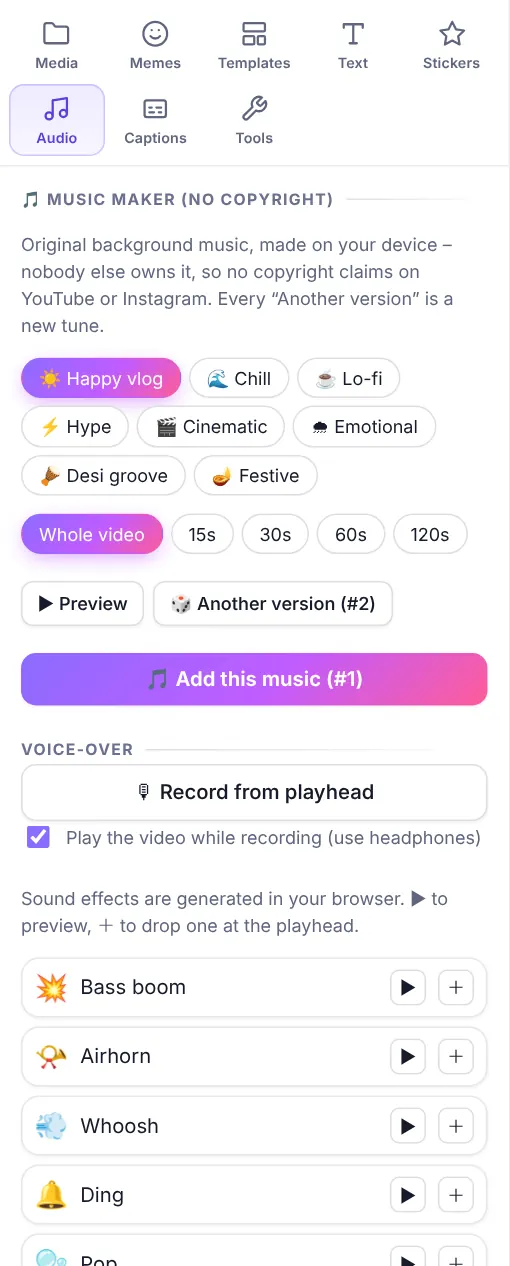 Media Memes Templates Text Stickers
Audio Captions Tools
🎵 MUSIC MAKER (NO COPYRIGHT)
Original background music, made on your device –
nobody else owns it, so no copyright claims on
YouTube or Instagram. Every “Another version” is a
new tune.
☀️ Happy vlog 🌊 Chill ☕ Lo-fi
⚡ Hype 🎬 Cinematic 🌧 Emotional
🪘 Desi groove 🪔 Festive
Whole video 15s 30s 60s 120s
▶ Preview 🎲 Another version (#2)
🎵 Add this music (#1)
VOICE-OVER
🎙 Record from playhead
Play the video while recording (use headphones)
Sound effects are generated in your browser. ▶ to
preview, ＋ to drop one at the playhead.
💥 Bass boom ▶ ＋
📯 Airhorn ▶ ＋
💨 Whoosh ▶ ＋
🔔 Ding ▶ ＋
🫧 Pop ▶ ＋